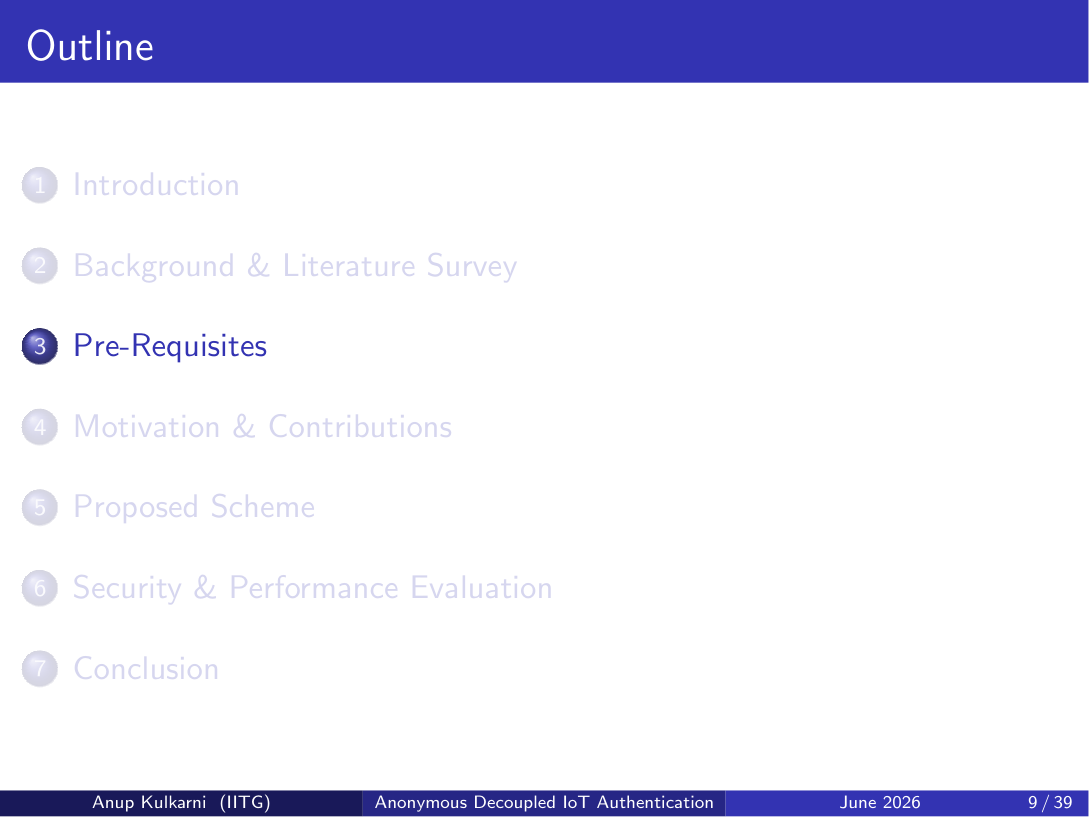 Outline
1 Introduction
2 Background & Literature Survey
3 Pre-Requisites
4 Motivation & Contributions
5 Proposed Scheme
6 Security & Performance Evaluation
7 Conclusion
Anup Kulkarni (IITG) Anonymous Decoupled IoT Authentication June 2026 9 / 39